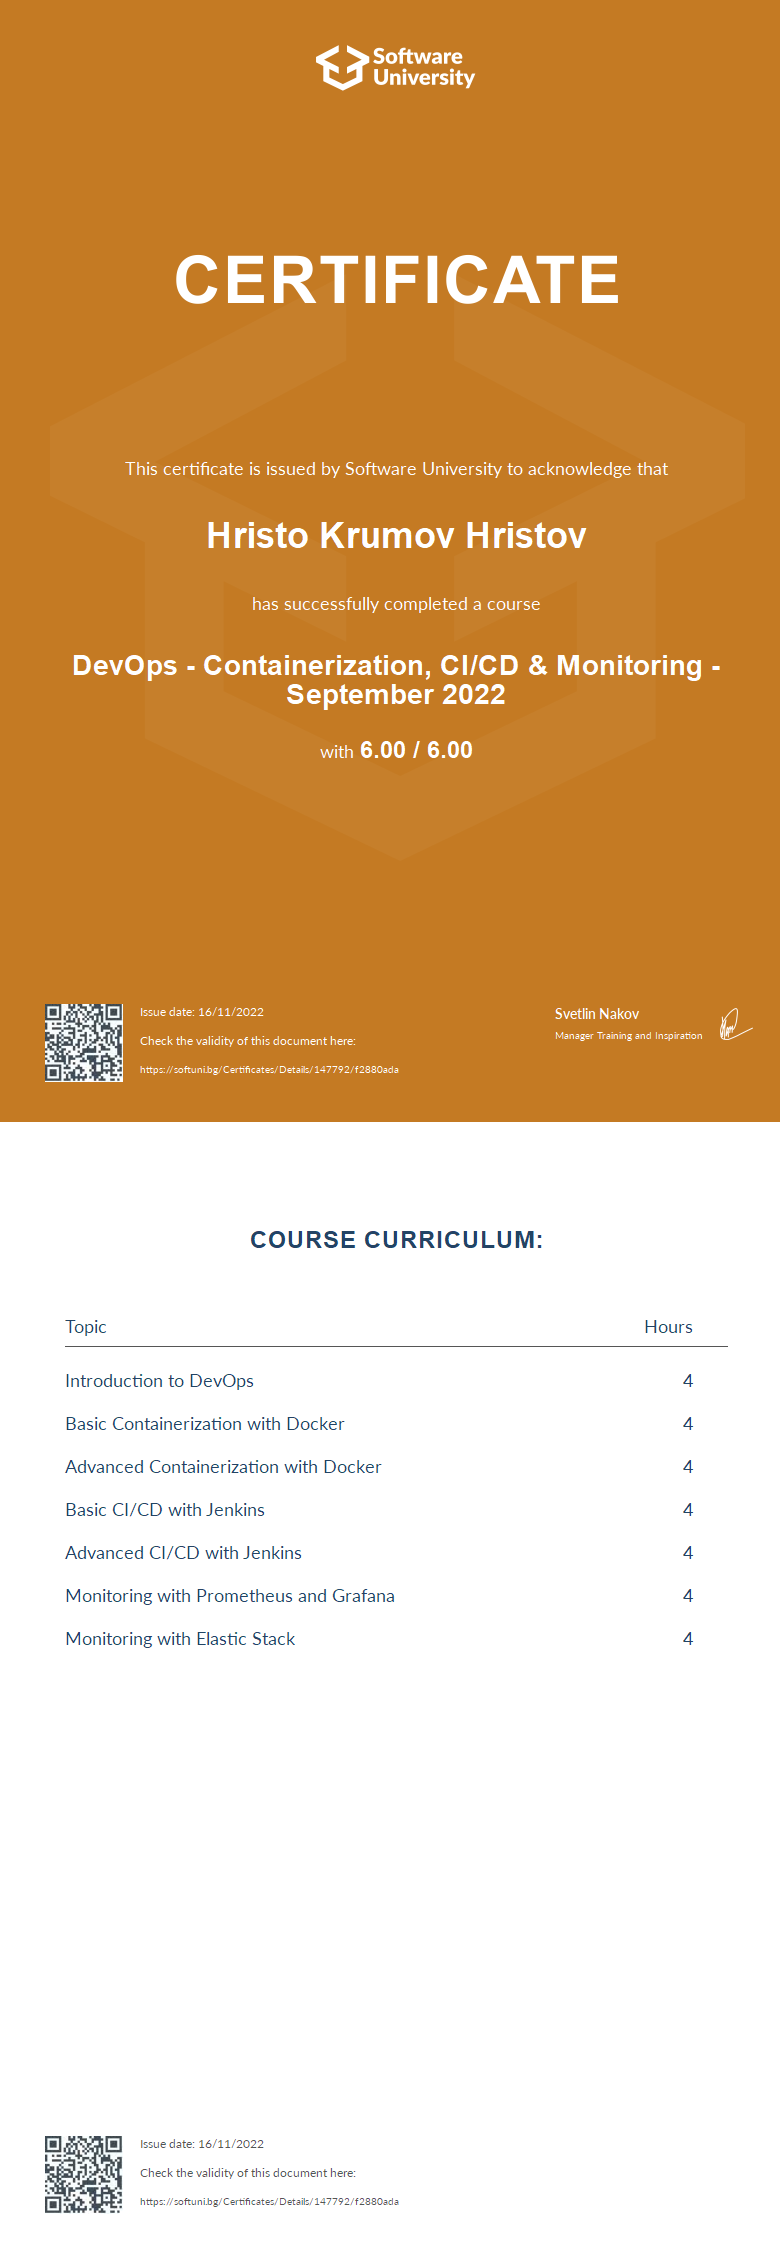 Software
University
CERTIFICATE
This certificate is issued by Software University to acknowledge that
Hristo Krumov Hristov
has successfully completed a course
DevOps - Containerization, CI/CD & Monitoring -
September 2022
with 6.00 / 6.00
Issue date: 16/11/2022
Check the validity of this document here:
https://softuni.bg/Certificates/Details/147792/f2880ada
Svetlin Nakov
Manager Training and Inspiration
COURSE CURRICULUM:
Topic Hours
Introduction to DevOps 4
Basic Containerization with Docker 4
Advanced Containerization with Docker 4
Basic CI/CD with Jenkins 4
Advanced CI/CD with Jenkins 4
Monitoring with Prometheus and Grafana 4
Monitoring with Elastic Stack 4
Issue date: 16/11/2022
Check the validity of this document here:
https://softuni.bg/Certificates/Details/147792/f2880ada